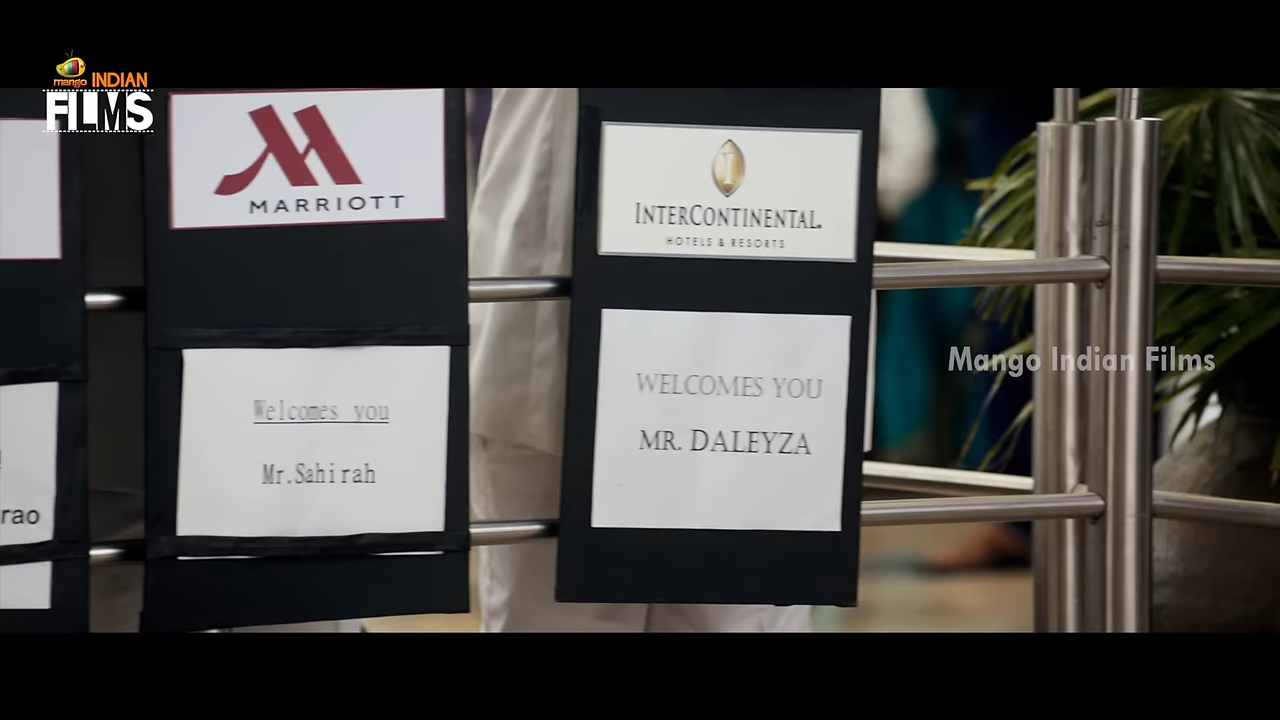 mango INDIAN
FILMS
MARRIOTT
Welcomes you
Mr.Sahirah
INTERCONTINENTAL.
HOTELS & RESORTS
WELCOMES YOU
MR. DALEYZA
rao
Mango Indian Films